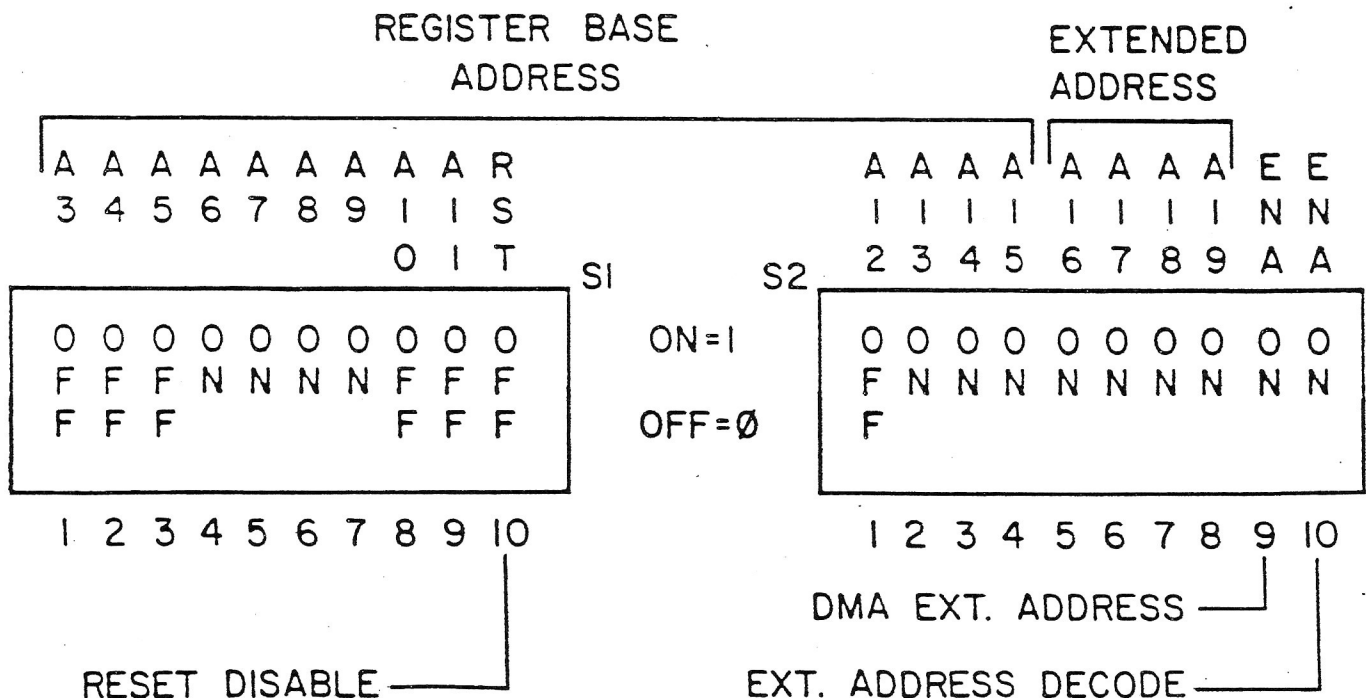 REGISTER BASE
ADDRESS
EXTENDED
ADDRESS
A A A A A A A A A R
3 4 5 6 7 8 9 1 1 S
0 1 T
A A A A A A A A E E
1 1 1 1 1 1 1 1 N N
2 3 4 5 6 7 8 9 A A
S1
S2
O O O O O O O O O O
F F F N N N N F F F
F F F F F F
ON=1
OFF=Ø
O O O O O O O O O O
F N N N N N N N N N
F
1 2 3 4 5 6 7 8 9 10
1 2 3 4 5 6 7 8 9 10
DMA EXT. ADDRESS
RESET DISABLE
EXT. ADDRESS DECODE